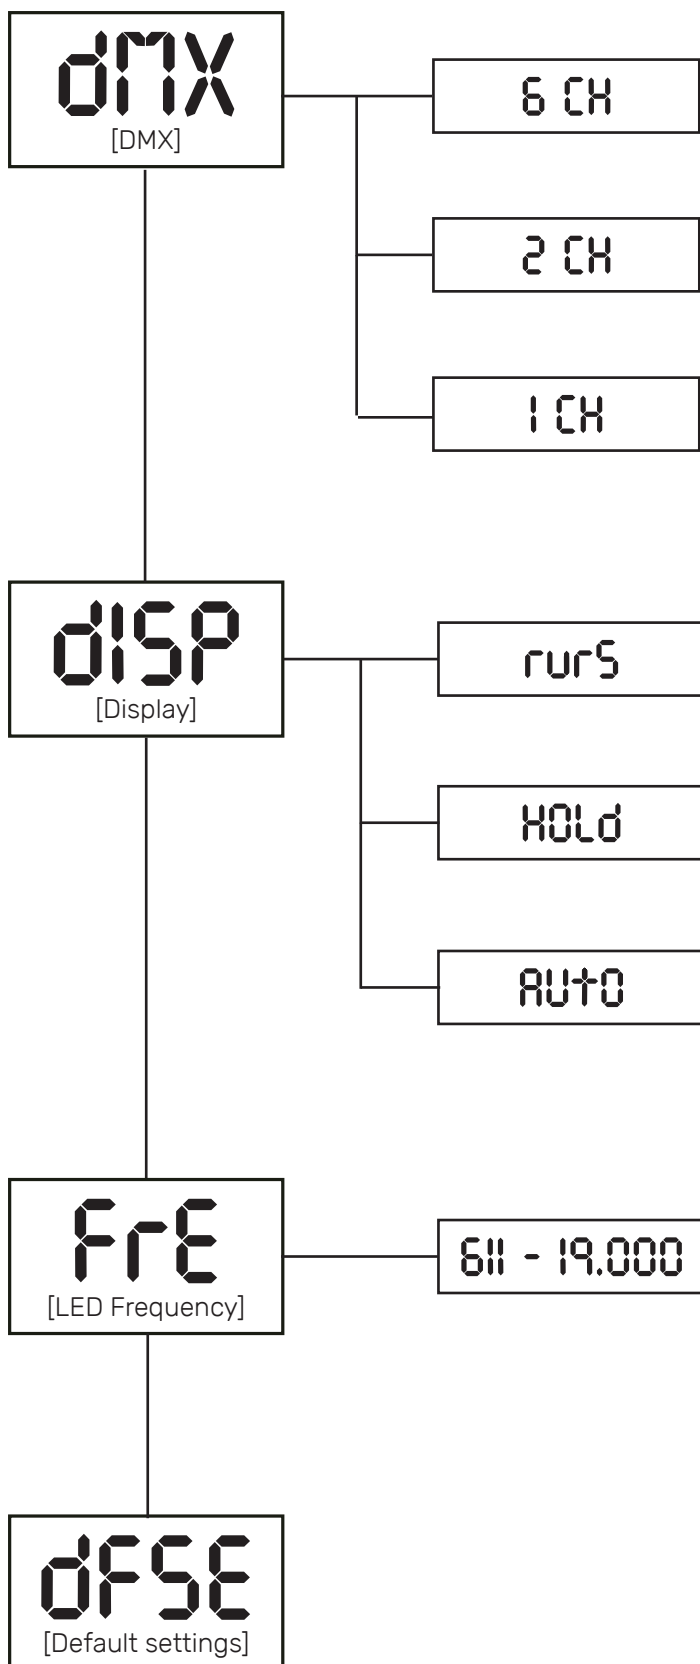 dMX
[DMX]
6 CH
2 CH
1 CH
dISP
[Display]
rurS
HOLd
AUtO
FrE
[LED Frequency]
611 - 19.000
dFSE
[Default settings]